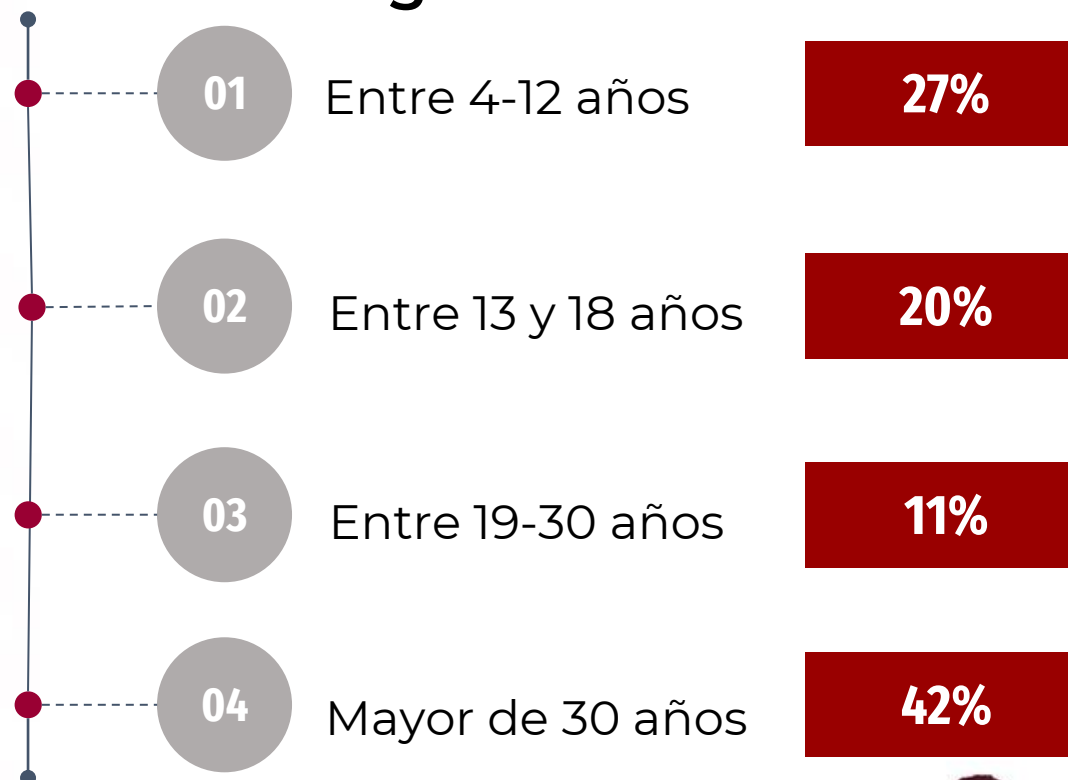 01 Entre 4-12 años 27%
02 Entre 13 y 18 años 20%
03 Entre 19-30 años 11%
04 Mayor de 30 años 42%